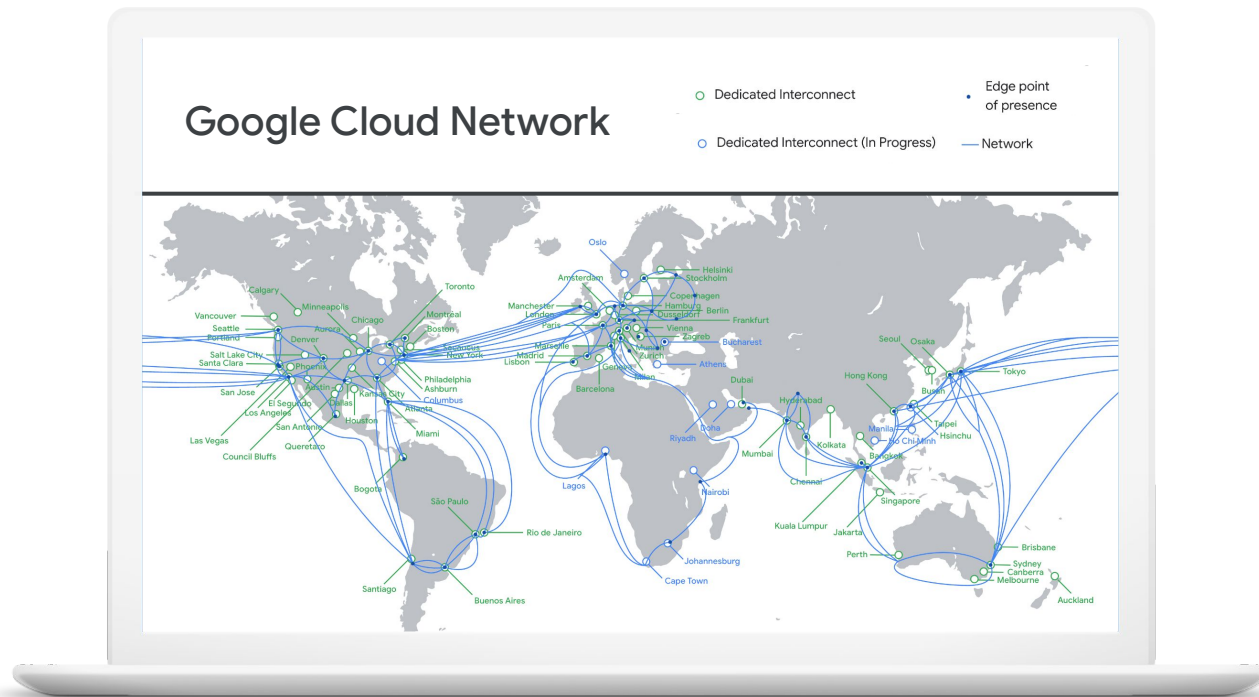 Google Cloud Network
Dedicated Interconnect
Dedicated Interconnect (In Progress)
Edge point
of presence
Network
Calgary
Minneapolis
Toronto
Vancouver
Chicago
Montreal
Seattle
Aurora
Boston
Portland
Denver
Secaucus
New York
Salt Lake City
Santa Clara
Phoenix
Philadelphia
Ashburn
San Jose
Austin
Columbus
El Segundo
Dallas
Kansas City
Atlanta
Los Angeles
Houston
San Antonio
Miami
Las Vegas
Queretaro
Council Bluffs
Bogota
São Paulo
Rio de Janeiro
Santiago
Buenos Aires
Oslo
Helsinki
Amsterdam
Stockholm
Copenhagen
Manchester
Hamburg
London
Dusseldorf
Berlin
Paris
Frankfurt
Vienna
Zagreb
Marseille
Munich
Bucharest
Madrid
Zurich
Lisbon
Geneva
Athens
Milan
Barcelona
Dubai
Doha
Riyadh
Lagos
Nairobi
Johannesburg
Cape Town
Hyderabad
Mumbai
Kolkata
Chennai
Seoul
Osaka
Hong Kong
Tokyo
Busan
Taipei
Manila
Hsinchu
Ho Chi Minh
Bangkok
Singapore
Kuala Lumpur
Jakarta
Perth
Brisbane
Sydney
Canberra
Melbourne
Auckland